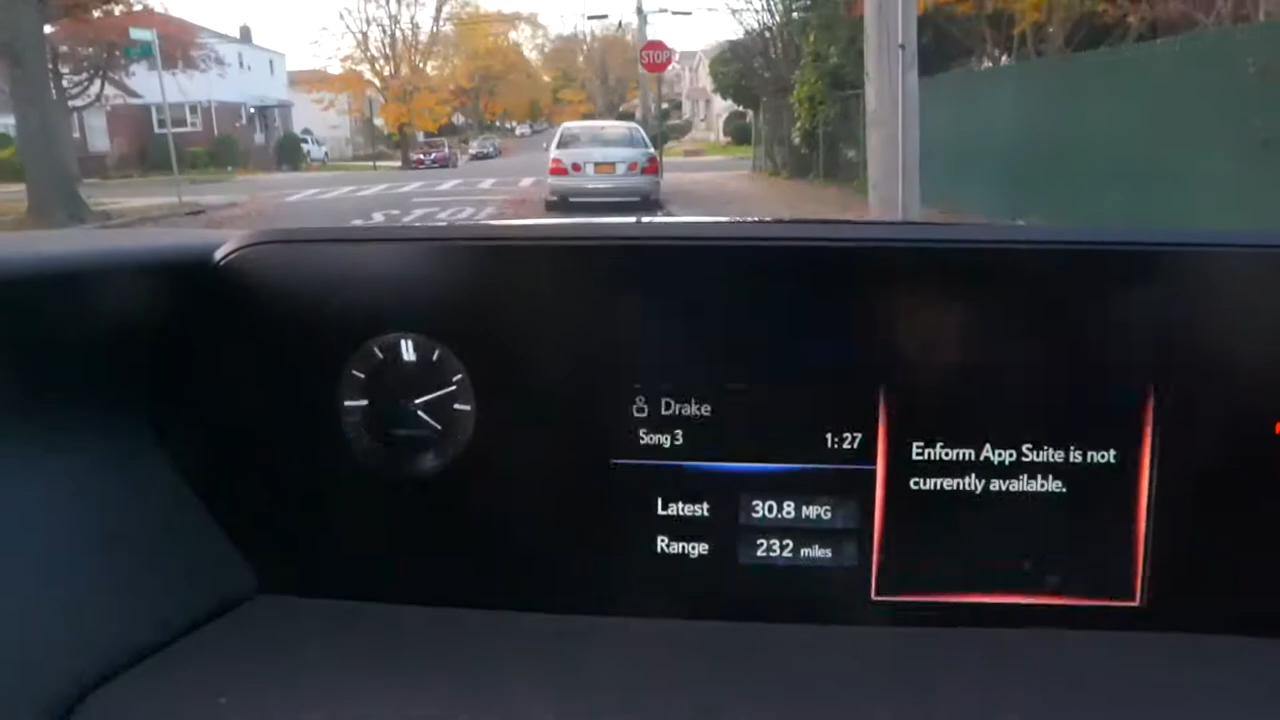 STOP
STOP
Drake
Song 3
1:27
Latest
30.8 MPG
Range
232 miles
Enform App Suite is not
currently available.